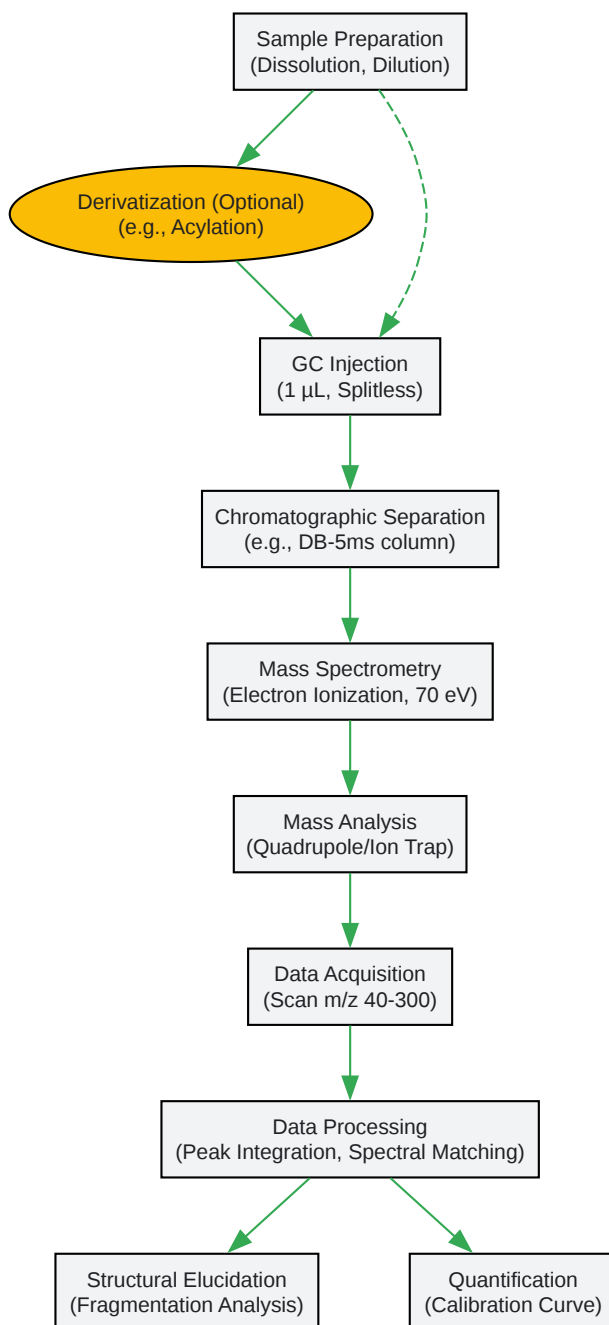 Sample Preparation
(Dissolution, Dilution)
Derivatization (Optional)
(e.g., Acylation)
GC Injection
(1 µL, Splitless)
Chromatographic Separation
(e.g., DB-5ms column)
Mass Spectrometry
(Electron Ionization, 70 eV)
Mass Analysis
(Quadrupole/Ion Trap)
Data Acquisition
(Scan m/z 40-300)
Data Processing
(Peak Integration, Spectral Matching)
Structural Elucidation
(Fragmentation Analysis)
Quantification
(Calibration Curve)